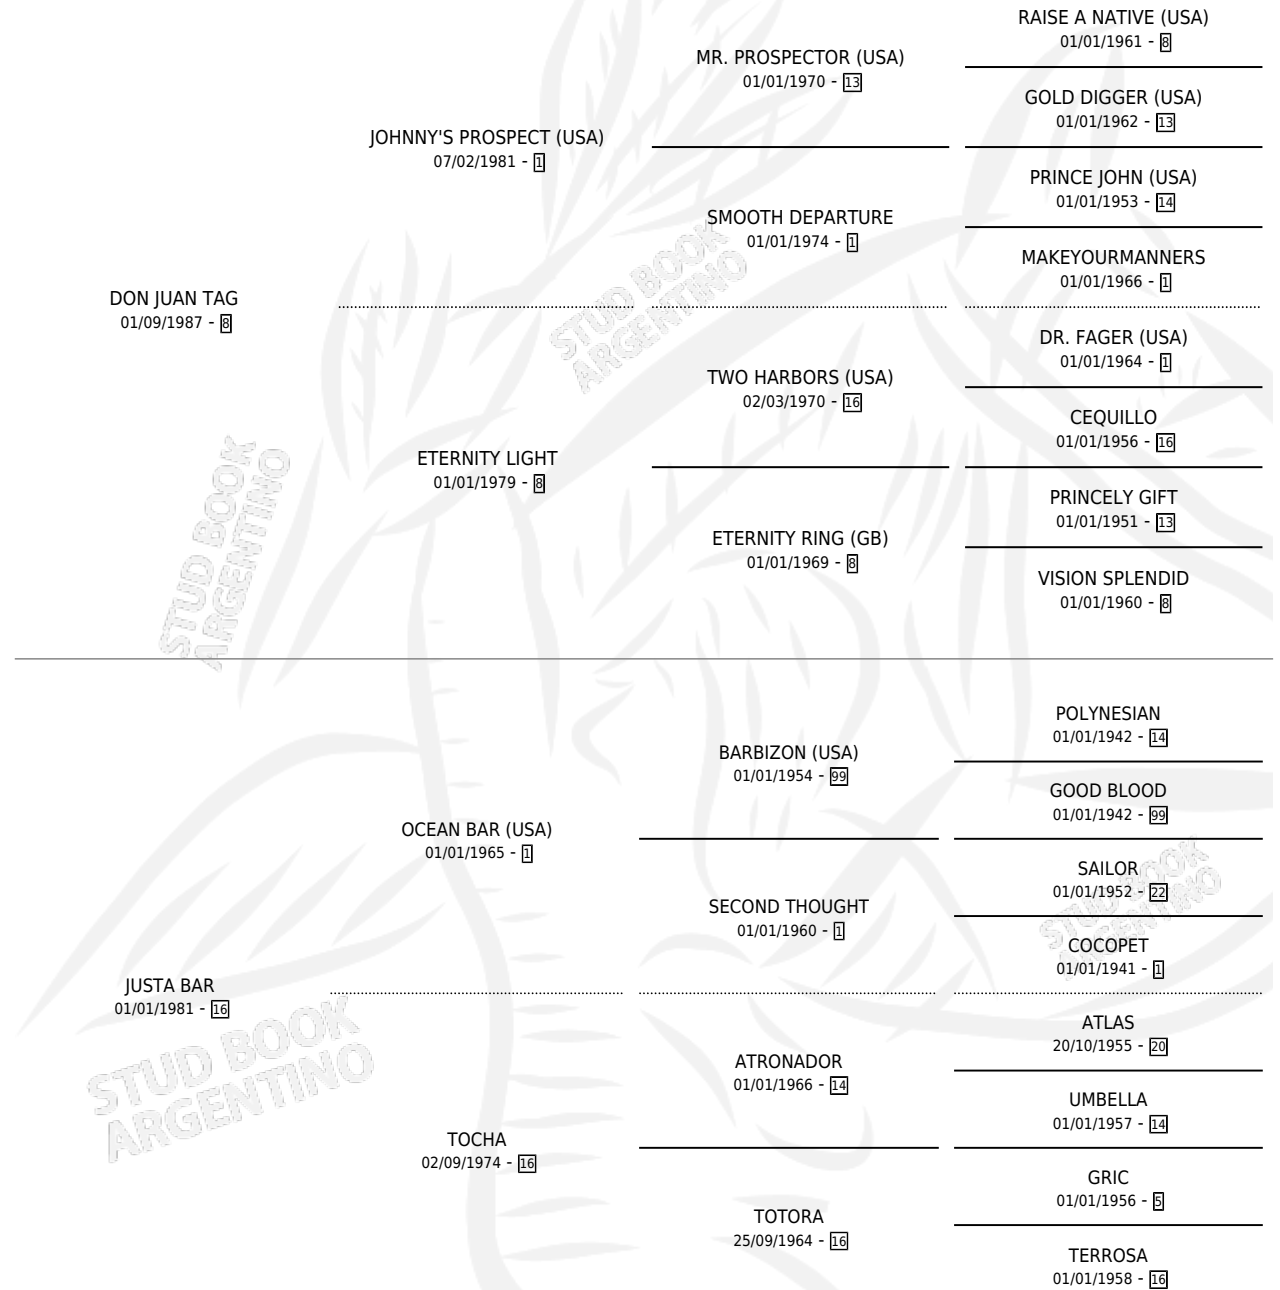 RAISE A NATIVE (USA)
01/01/1961 - 8
MR. PROSPECTOR (USA)
01/01/1970 - 13
GOLD DIGGER (USA)
01/01/1962 - 13
JOHNNY'S PROSPECT (USA)
07/02/1981 - 1
PRINCE JOHN (USA)
01/01/1953 - 14
SMOOTH DEPARTURE
01/01/1974 - 1
MAKEYOURMANNERS
01/01/1966 - 1
DON JUAN TAG
01/09/1987 - 8
DR. FAGER (USA)
01/01/1964 - 1
TWO HARBORS (USA)
02/03/1970 - 16
CEQUILLO
01/01/1956 - 16
ETERNITY LIGHT
01/01/1979 - 8
PRINCELY GIFT
01/01/1951 - 13
ETERNITY RING (GB)
01/01/1969 - 8
VISION SPLENDID
01/01/1960 - 8
POLYNESIAN
01/01/1942 - 14
BARBIZON (USA)
01/01/1954 - 99
GOOD BLOOD
01/01/1942 - 99
OCEAN BAR (USA)
01/01/1965 - 1
SAILOR
01/01/1952 - 22
SECOND THOUGHT
01/01/1960 - 1
COCOPET
01/01/1941 - 1
JUSTA BAR
01/01/1981 - 16
ATLAS
20/10/1955 - 20
ATRONADOR
01/01/1966 - 14
UMBELLA
01/01/1957 - 14
TOCHA
02/09/1974 - 16
GRIC
01/01/1956 - 5
TOTORA
25/09/1964 - 16
TERROSA
01/01/1958 - 16
STUD BOOK
ARGENTINO
STUD BOOK
ARGENTINO
STUD BOOK
ARGENTINO
STUD BOOK
ARGENTINO